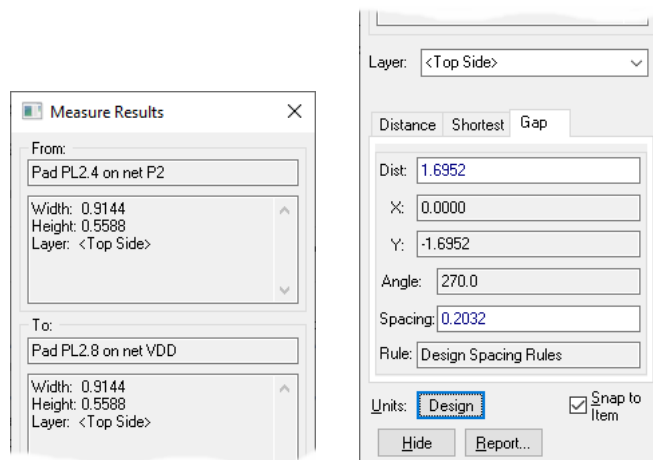 Measure Results
From:
Pad PL2.4 on net P2
Width: 0.9144
Height: 0.5588
Layer: <Top Side>
To:
Pad PL2.8 on net VDD
Width: 0.9144
Height: 0.5588
Layer: <Top Side>
Layer: <Top Side>
Distance Shortest Gap
Dist: 1.6952
X: 0.0000
Y: -1.6952
Angle: 270.0
Spacing: 0.2032
Rule: Design Spacing Rules
Units: Design Snap to Item
Hide Report...